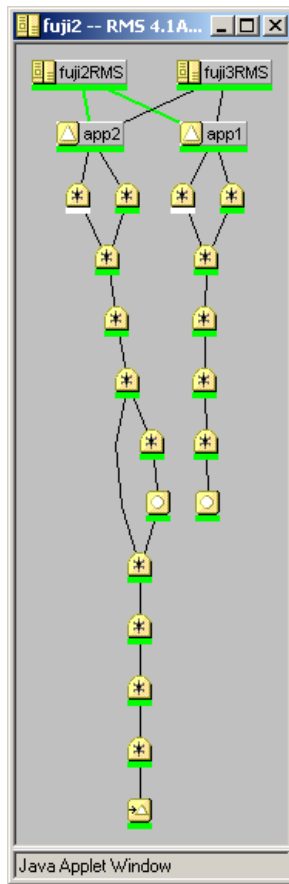 fuji2 -- RMS 4.1A...
fuji2RMS
fuji3RMS
app2
app1
Java Applet Window